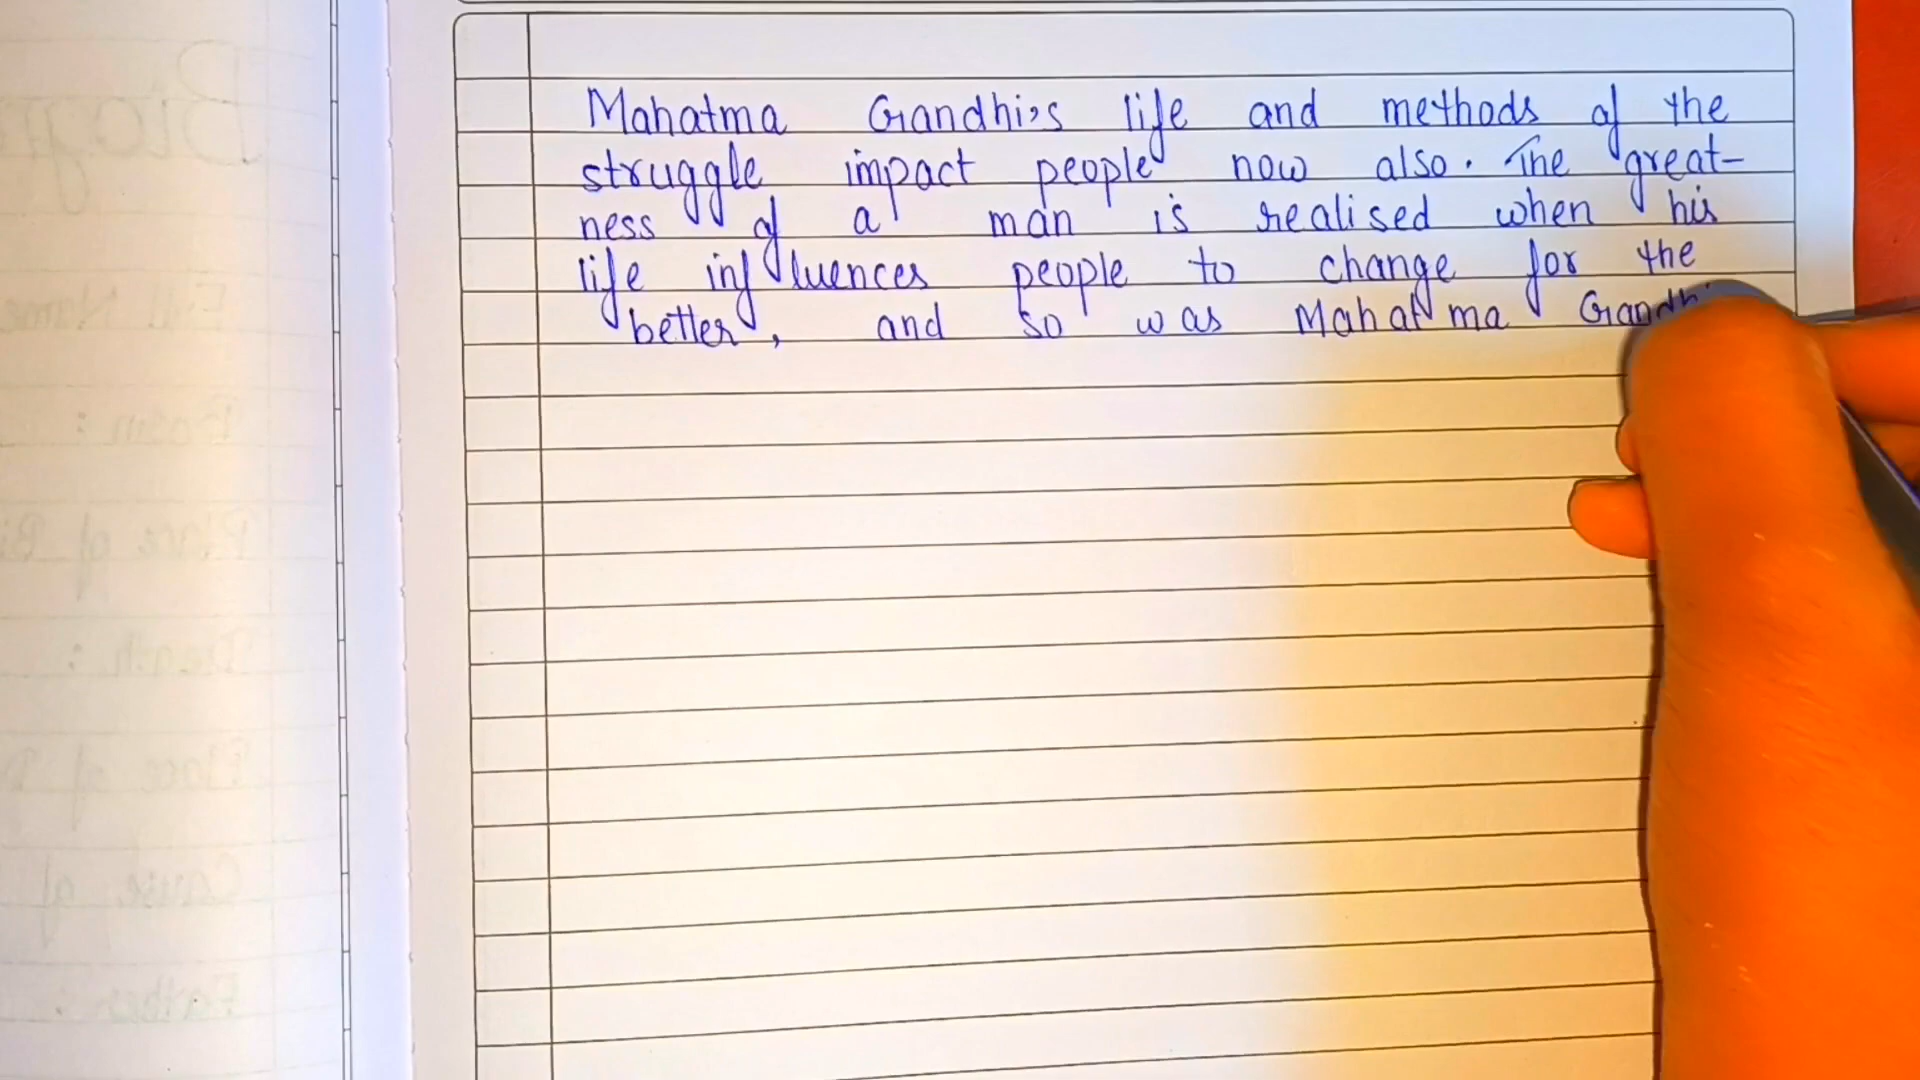 Mahatma Gandhi's life and methods of the
struggle impact people now also. The great-
ness of a man is realised when his
life influences people to change for the
better, and so was Mahatma Gandhi